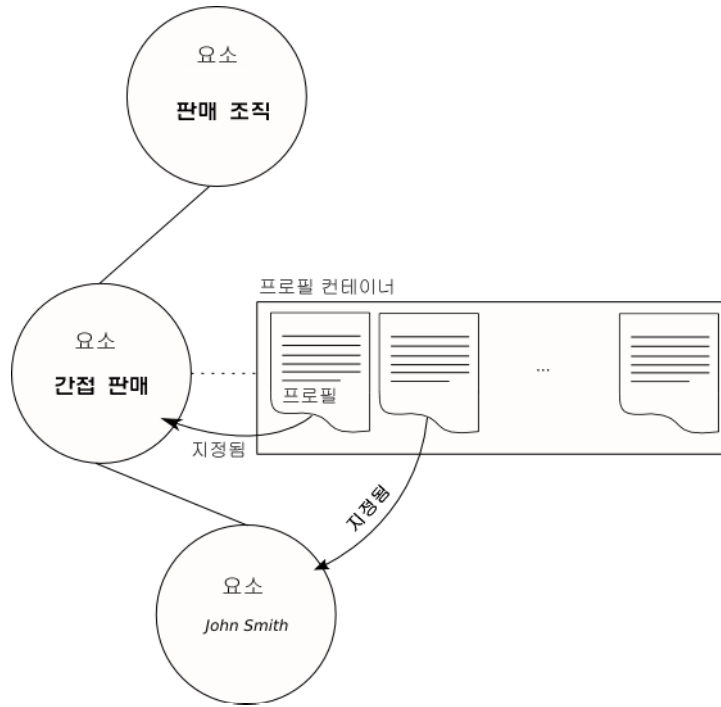 요소
판매 조직
프로필 컨테이너
요소
간접 판매
...
프로필
지정됨
지정됨
요소
John Smith